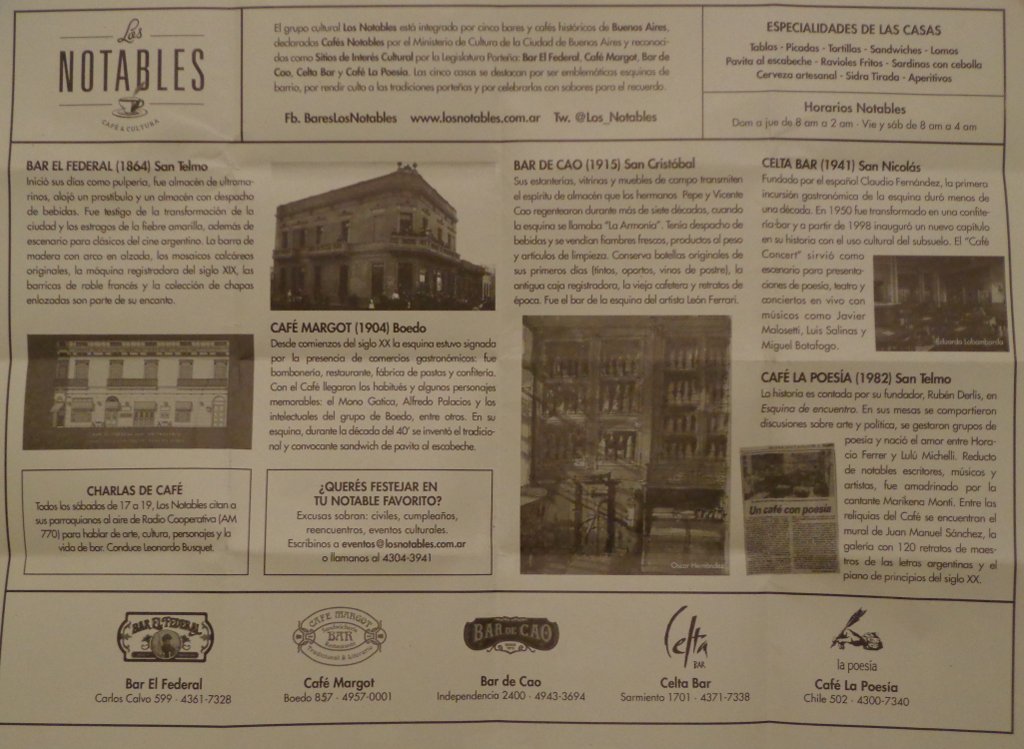 Los
NOTABLES
CAFÉ & CULTURA
El grupo cultural Los Notables está integrado por cinco bares y cafés históricos de Buenos Aires,
declarados Cafés Notables por el Ministerio de Cultura de la Ciudad de Buenos Aires y reconoci-
dos como Sitios de Interés Cultural por la Legislatura Porteña: Bar El Federal, Café Margot, Bar de
Cao, Celta Bar y Café La Poesía. Las cinco casas se destacan por ser emblemáticas esquinas de
barrio, por rendir culto a las tradiciones porteñas y por celebrarlas con sabores para el recuerdo.
Fb. BaresLosNotables www.losnotables.com.ar Tw. @Los_Notables
ESPECIALIDADES DE LAS CASAS
Tablas - Picadas - Tortillas - Sandwiches - Lomos
Pavita al escabeche - Ravioles Fritos - Sardinas con cebolla
Cerveza artesanal - Sidra Tirada - Aperitivos
Horarios Notables
Dom a jue de 8 am a 2 am - Vie y sáb de 8 am a 4 am
BAR EL FEDERAL (1864) San Telmo
Inició sus días como pulpería, fue almacén de ultrama-
rinos, alojó un prostíbulo y un almacén con despacho
de bebidas. Fue testigo de la transformación de la
ciudad y los estragos de la fiebre amarilla, además de
escenario para clásicos del cine argentino. La barra de
madera con arco en alzada, los mosaicos calcáreos
originales, la máquina registradora del siglo XIX, las
barricas de roble francés y la colección de chapas
enlozadas son parte de su encanto.
CHARLAS DE CAFÉ
Todos los sábados de 17 a 19, Los Notables citan a
sus parroquianos al aire de Radio Cooperativa (AM
770) para hablar de arte, cultura, personajes y la
vida de bar. Conduce Leonardo Busquet.
CAFÉ MARGOT (1904) Boedo
Desde comienzos del siglo XX la esquina estuvo signada
por la presencia de comercios gastronómicos: fue
bombonería, restaurante, fábrica de pastas y confitería.
Con el Café llegaron los habitués y algunos personajes
memorables: el Mono Gatica, Alfredo Palacios y los
intelectuales del grupo de Boedo, entre otros. En su
esquina, durante la década del 40' se inventó el tradicio-
nal y convocante sandwich de pavita al escabeche.
¿QUERÉS FESTEJAR EN
TU NOTABLE FAVORITO?
Excusas sobran: civiles, cumpleaños,
reencuentros, eventos culturales.
Escribinos a eventos@losnotables.com.ar
o llamanos al 4304-3941
BAR DE CAO (1915) San Cristóbal
Sus estanterías, vitrinas y muebles de campo transmiten
el espíritu de almacén que los hermanos Pepe y Vicente
Cao regentearon durante más de siete décadas, cuando
la esquina se llamaba "La Armonía". Tenía despacho de
bebidas y se vendían fiambres frescos, productos al peso
y artículos de limpieza. Conserva botellas originales de
sus primeros días (tintos, oportos, vinos de postre), la
antigua caja registradora, la vieja cafetera y retratos de
época. Fue el bar de la esquina del artista León Ferrari.
Oscar Hernández
CELTA BAR (1941) San Nicolás
Fundado por el español Claudio Fernández, la primera
incursión gastronómica de la esquina duró menos de
una década. En 1950 fue transformado en una confite-
ría-bar y a partir de 1998 inauguró un nuevo capítulo
en su historia con el uso cultural del subsuelo. El "Café
Concert" sirvió como
escenario para presenta-
ciones de poesía, teatro y
conciertos en vivo con
músicos como Javier
Malosetti, Luis Salinas y
Miguel Botafogo.
Eduardo Lobambarda
CAFÉ LA POESÍA (1982) San Telmo
La historia es contada por su fundador, Rubén Derlis, en
Esquina de encuentro. En sus mesas se compartieron
discusiones sobre arte y política, se gestaron grupos de
poesía y nació el amor entre Hora-
cio Ferrer y Lulú Michelli. Reducto
de notables escritores, músicos y
artistas, fue amadrinado por la
cantante Marikena Monti. Entre las
reliquias del Café se encuentran el
mural de Juan Manuel Sánchez, la
galería con 120 retratos de maes-
tros de las letras argentinas y el
piano de principios del siglo XX.
Un café con poesía
BAR EL FEDERAL
Bar El Federal
Carlos Calvo 599 - 4361-7328
CAFE MARGOT
BAR
Tradicional & Literario
Café Margot
Boedo 857 - 4957-0001
BAR DE CAO
Bar de Cao
Independencia 2400 - 4943-3694
Celta
BAR
Celta Bar
Sarmiento 1701 - 4371-7338
la poesía
Café La Poesía
Chile 502 - 4300-7340